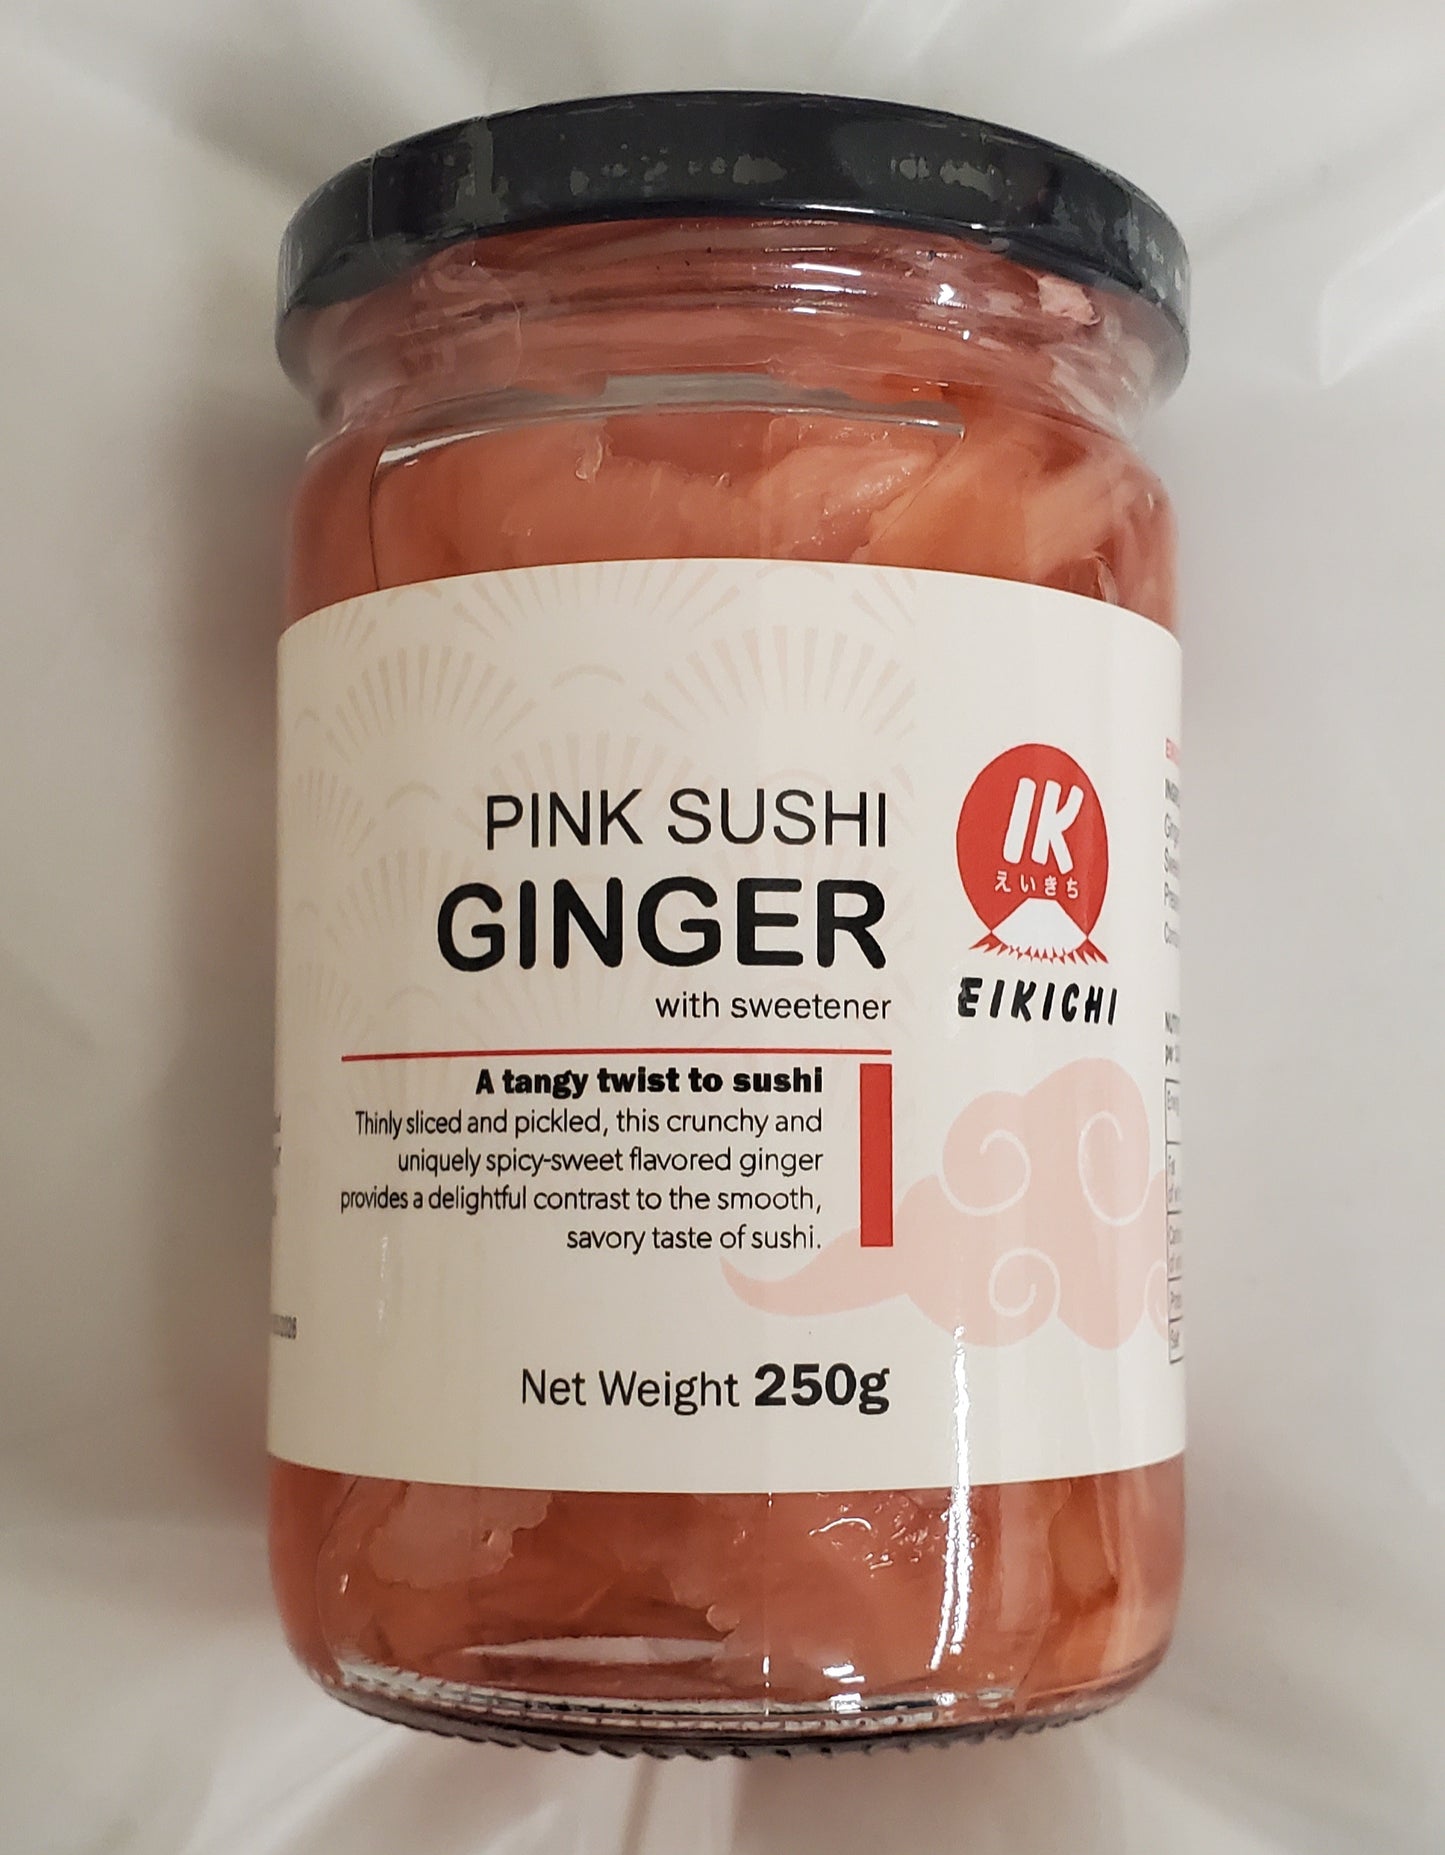 PINK SUSHI
GINGER
with sweetener
A tangy twist to sushi
Thinly sliced and pickled, this crunchy and
uniquely spicy-sweet flavored ginger
provides a delightful contrast to the smooth,
savory taste of sushi.
Net Weight 250g
IK
えいきち
EIKICHI